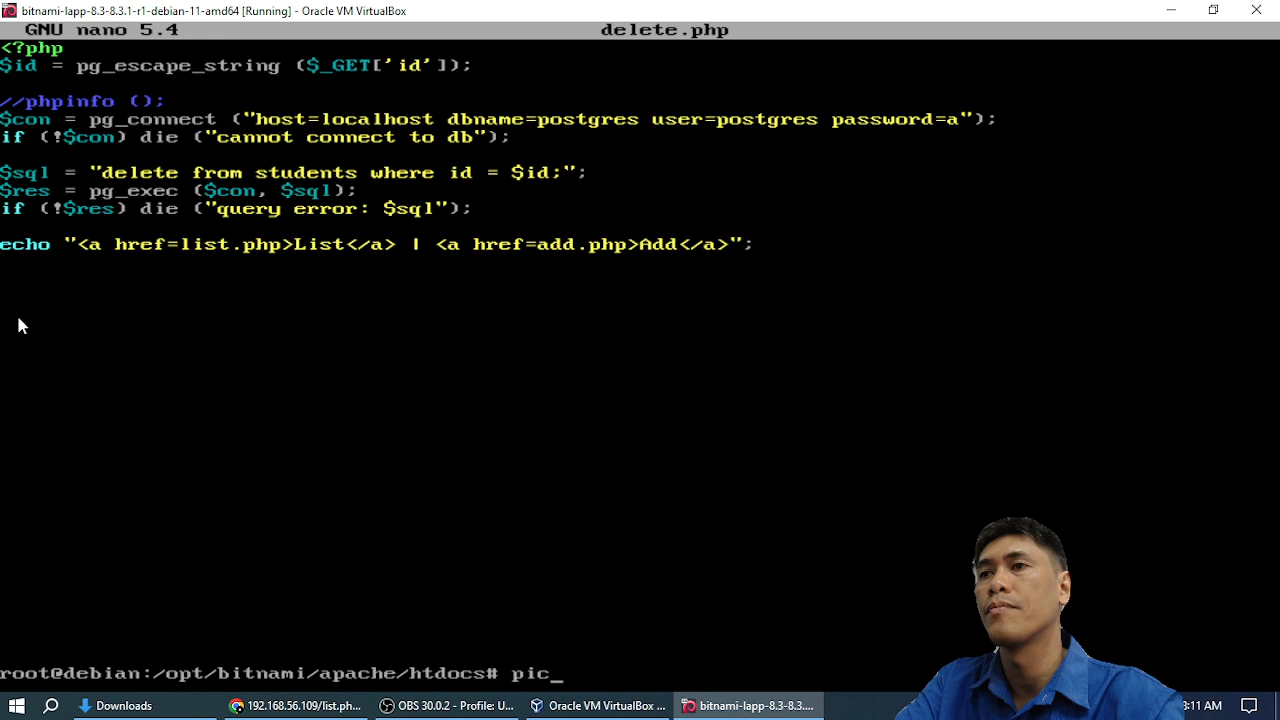 bitnami-lapp-8.3-8.3.1-r1-debian-11-amd64 [Running] - Oracle VM VirtualBox
GNU nano 5.4 delete.php
<?php
$id = pg_escape_string ($_GET['id']);
//phpinfo ();
$con = pg_connect ("host=localhost dbname=postgres user=postgres password=a");
if (!$con) die ("cannot connect to db");
$sql = "delete from students where id = $id;";
$res = pg_exec ($con, $sql);
if (!$res) die ("query error: $sql");
echo "<a href=list.php>List</a> | <a href=add.php>Add</a>";
root@debian:/opt/bitnami/apache/htdocs# pic_
Downloads 192.168.56.109/list.ph... OBS 30.0.2 - Profile: U... Oracle VM VirtualBox ... bitnami-lapp-8.3-8.3.... :11 AM